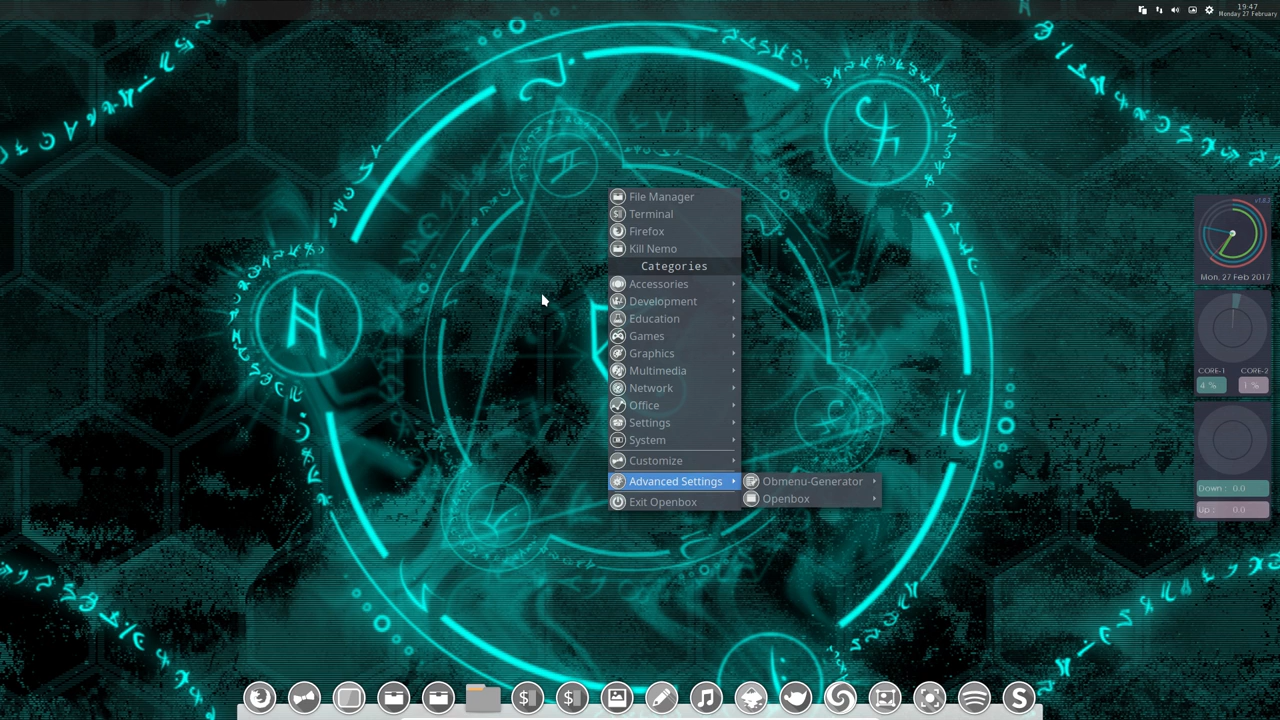 19:47
Monday 27 February
File Manager
Terminal
Firefox
Kill Nemo
Categories
Accessories
Development
Education
Games
Graphics
Multimedia
Network
Office
Settings
System
Customize
Advanced Settings
Obmenu-Generator
Openbox
Exit Openbox
Mon, 27 Feb 2017
CORE-1 CORE-2
4 % 1 %
Down : 0.0
Up : 0.0